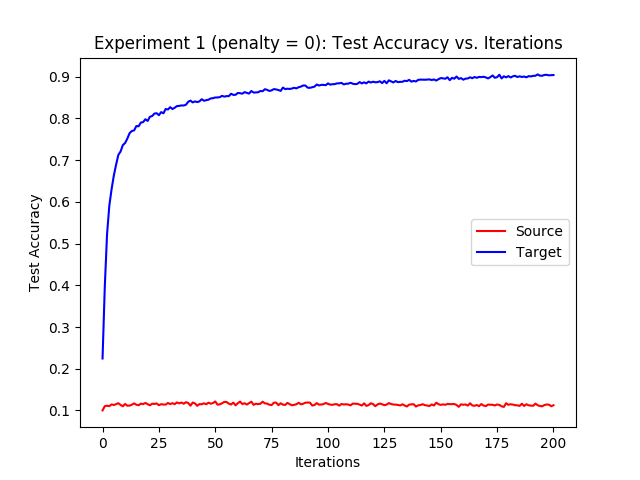 Experiment 1 (penalty = 0): Test Accuracy vs. Iterations
Test Accuracy
0.9
0.8
0.7
0.6
0.5
0.4
0.3
0.2
0.1
Source
Target
0 25 50 75 100 125 150 175 200
Iterations